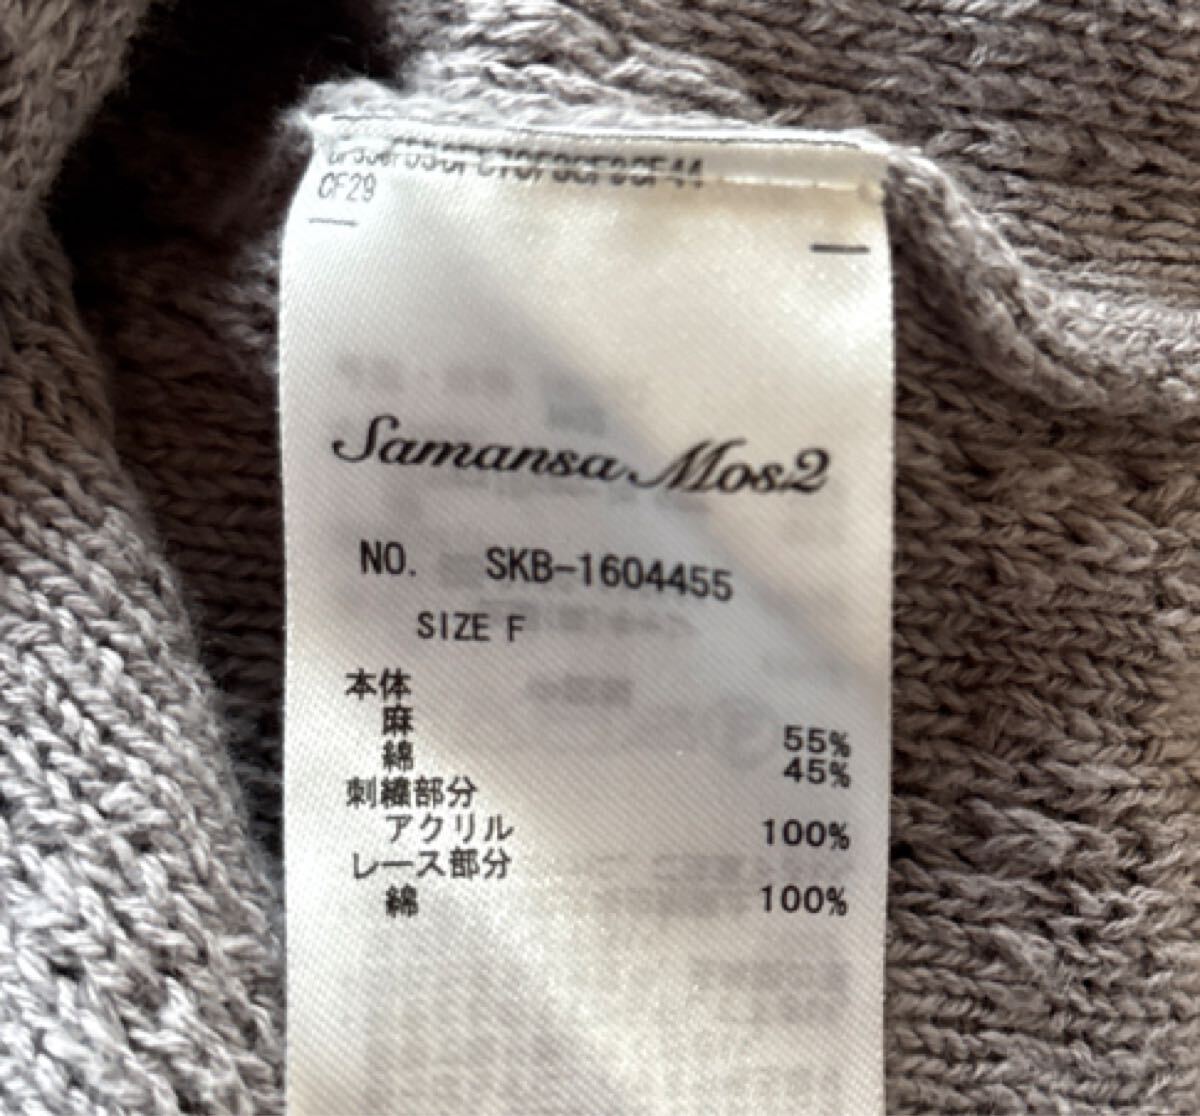 CF29
Samansa Mos2
NO. SKB-1604455
SIZE F
本体
麻 55%
綿 45%
刺繍部分
アクリル 100%
レース部分
綿 100%